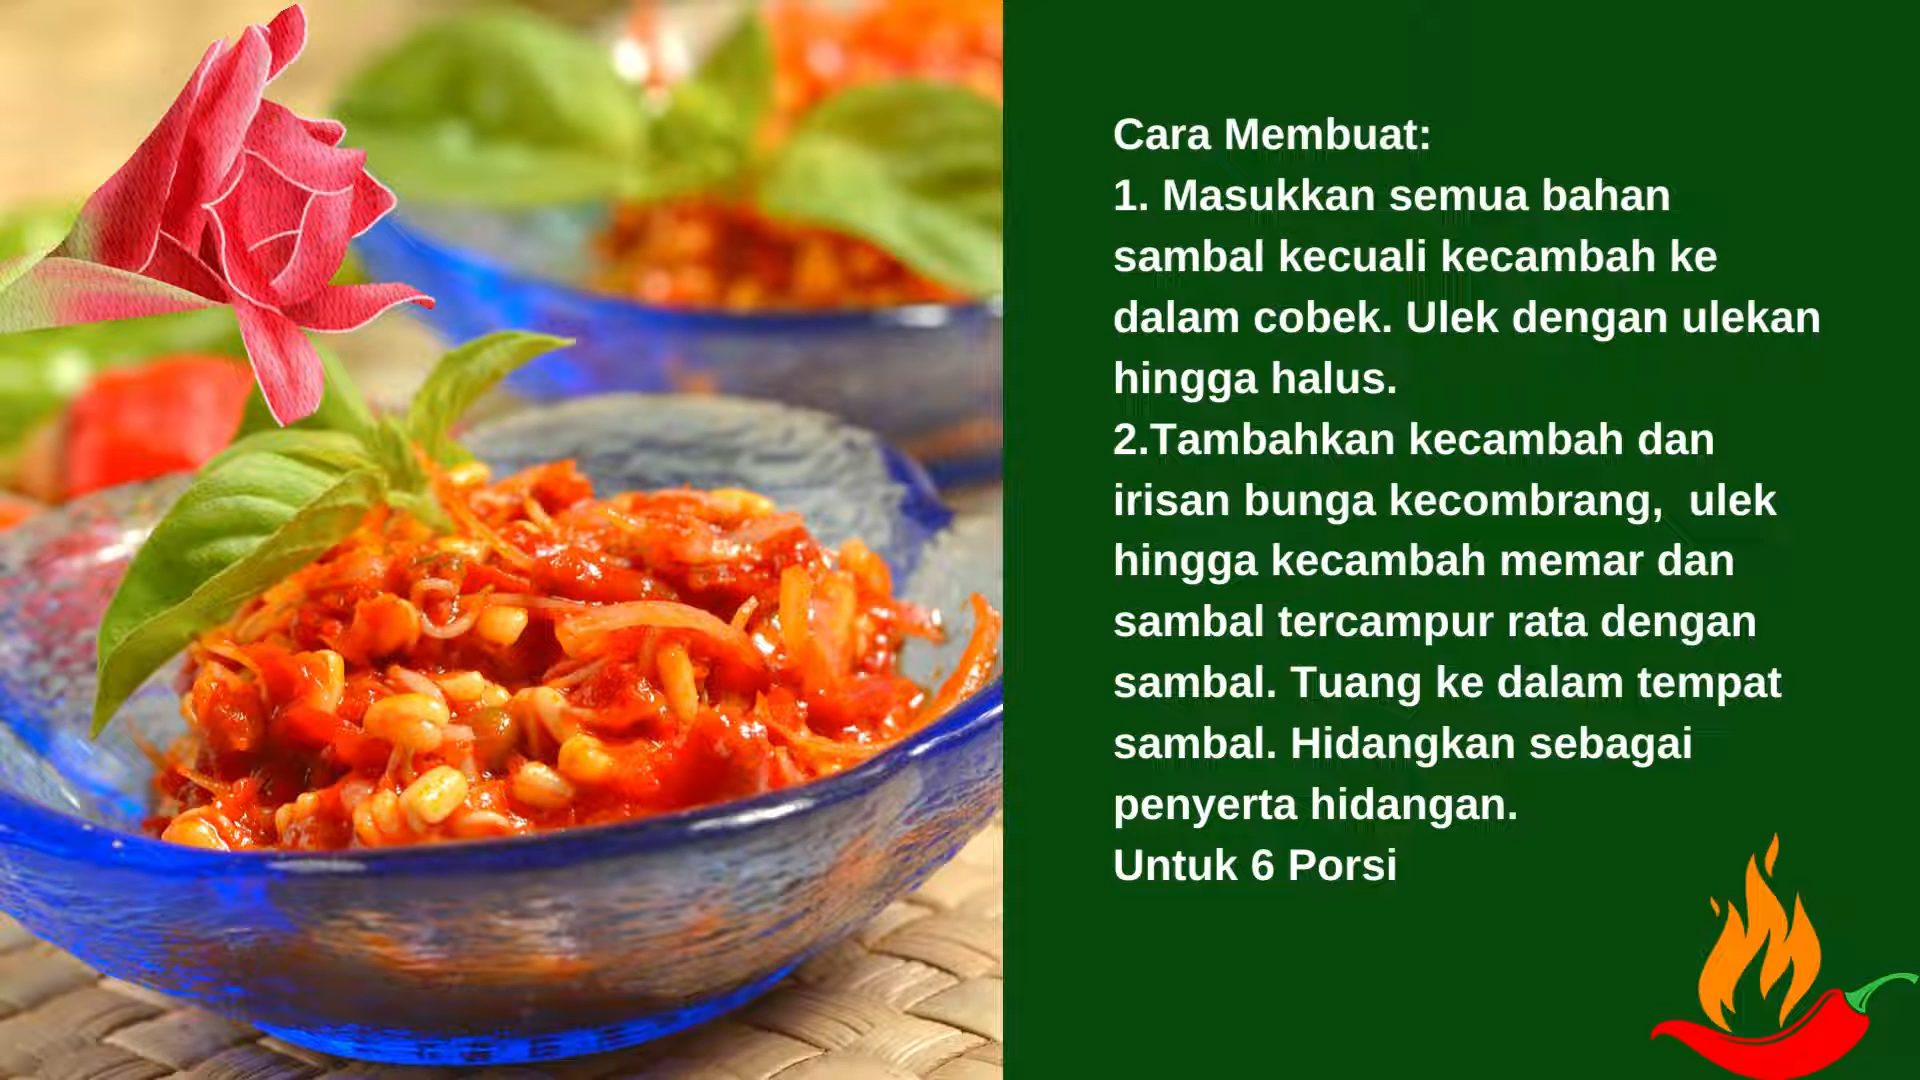 Cara Membuat:
1. Masukkan semua bahan
sambal kecuali kecambah ke
dalam cobek. Ulek dengan ulekan
hingga halus.
2.Tambahkan kecambah dan
irisan bunga kecombrang,  ulek
hingga kecambah memar dan
sambal tercampur rata dengan
sambal. Tuang ke dalam tempat
sambal. Hidangkan sebagai
penyerta hidangan.
Untuk 6 Porsi